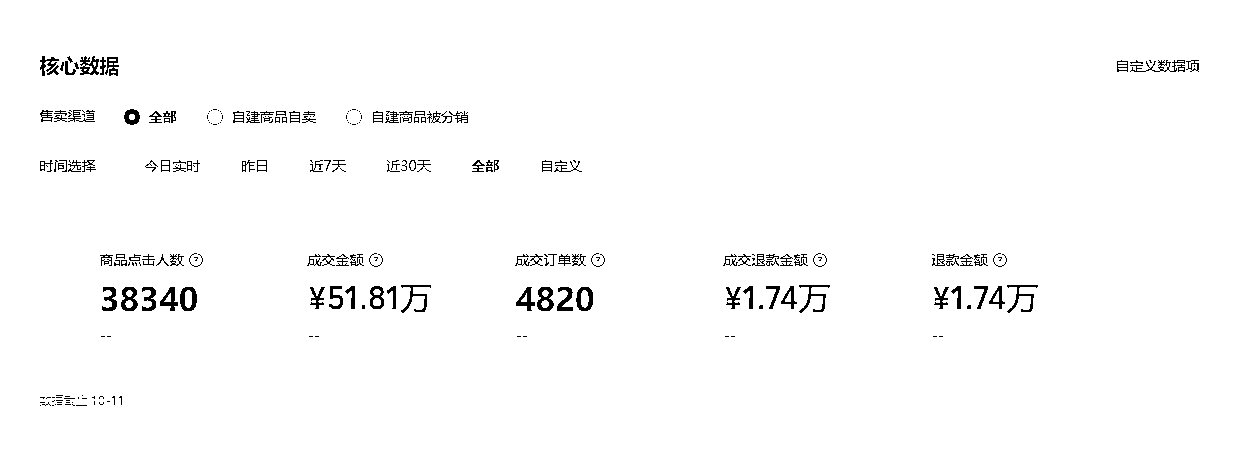 核心数据 自定义数据项
售卖渠道 全部 自建商品自卖 自建商品被分销
时间选择 今日实时 昨日 近7天 近30天 全部 自定义
商品点击人数 ? 成交金额 ? 成交订单数 ? 成交退款金额 ? 退款金额 ?
38340 ¥51.81万 4820 ¥1.74万 ¥1.74万
-- -- -- -- --
数据截止 10-11